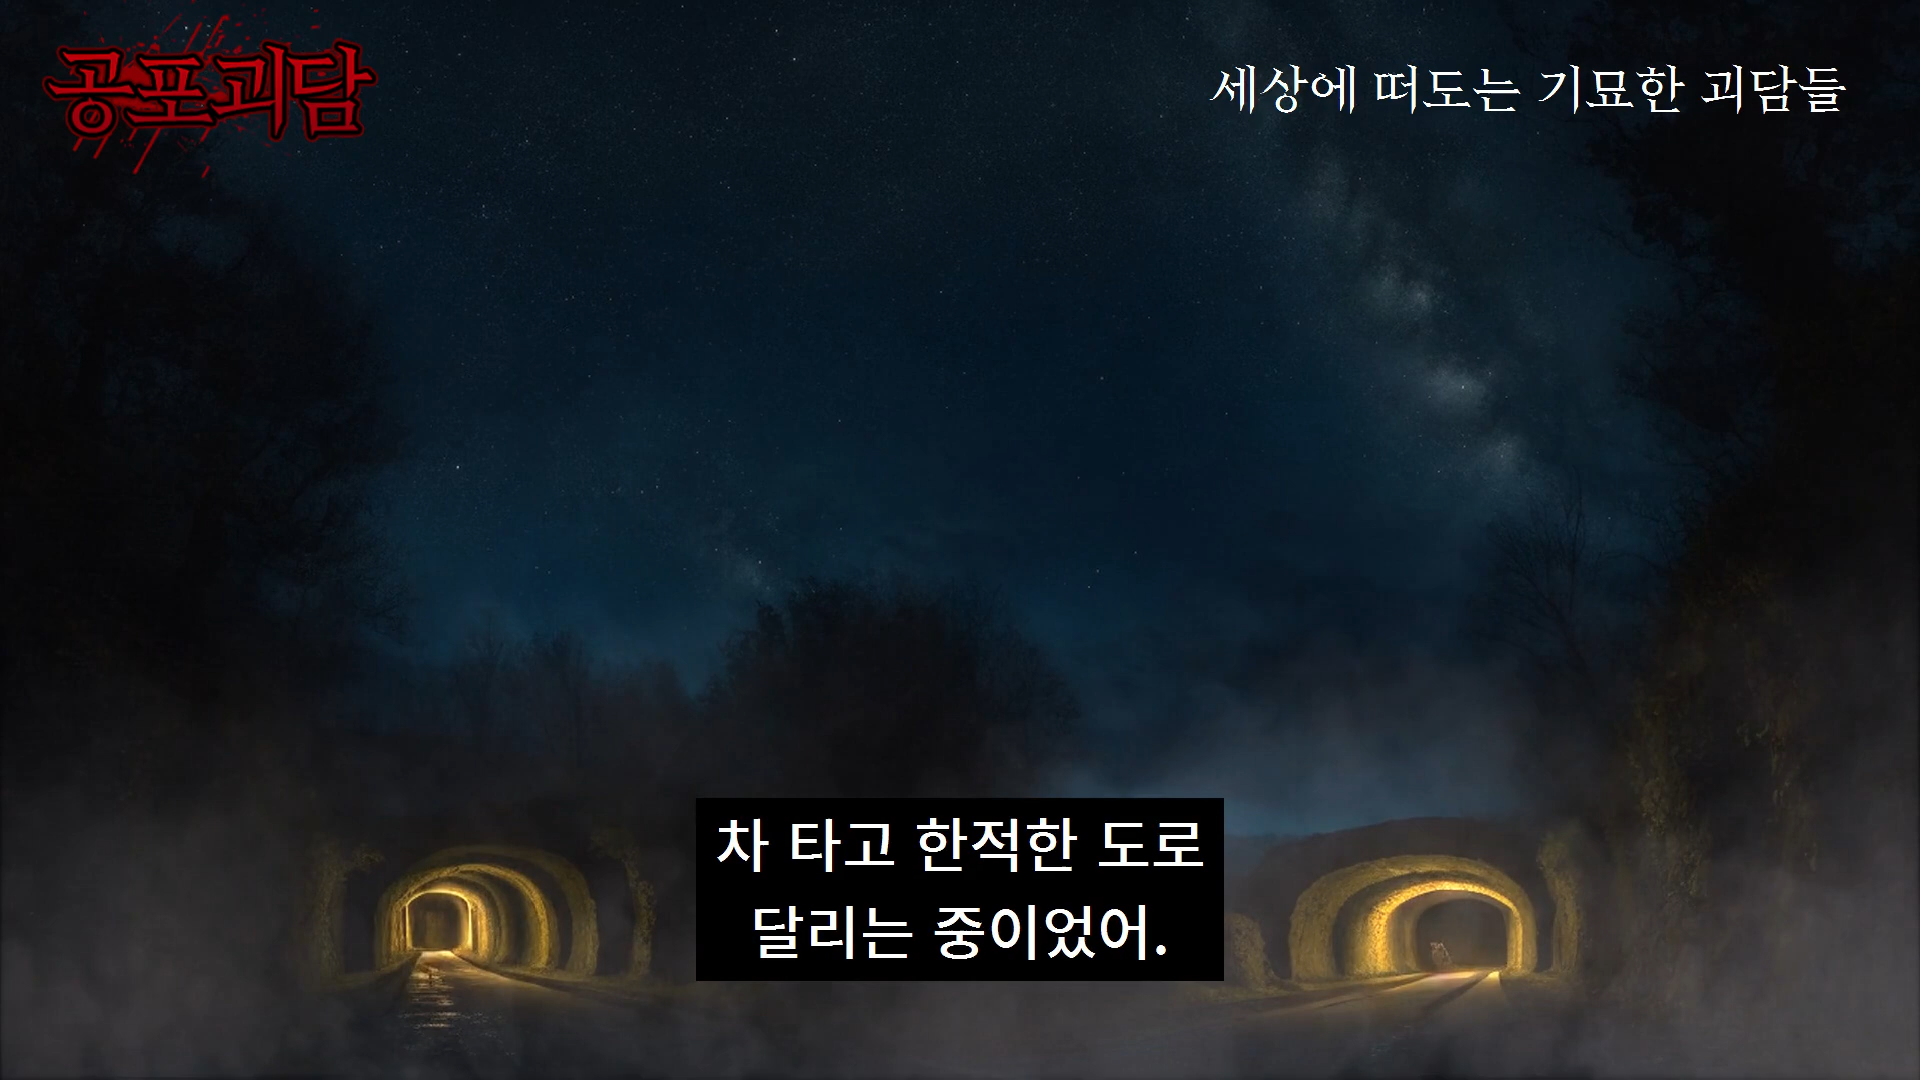 공포괴담
세상에 떠도는 기묘한 괴담들
차 타고 한적한 도로
달리는 중이었어.